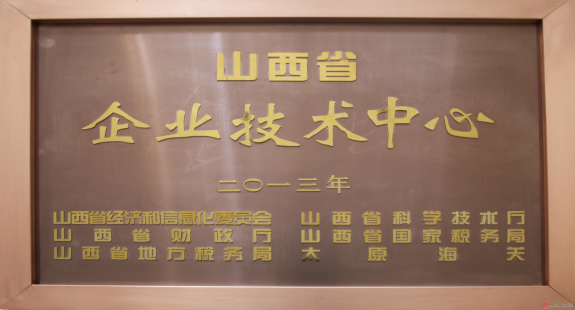 山西省
企业技术中心
二〇一三年
山西省经济和信息化委员会 山西省科学技术厅
山西省财政厅 山西省国家税务局
山西省地方税务局 太原海关